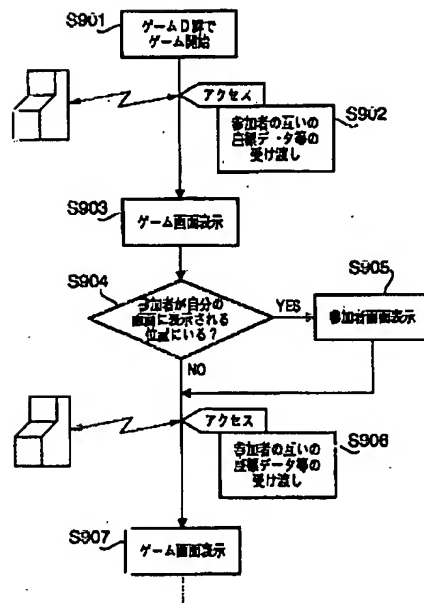 S901
ゲームD群で
ゲーム開始
アクセス
S902
参加者の互いの
座標データ等の
受け渡し
S903
ゲーム画面表示
S904
参加者が自分の
画面に表示される
位置にいる?
YES
S905
参加者画面表示
NO
アクセス
S906
参加者の互いの
座標データ等の
受け渡し
S907
ゲーム画面表示